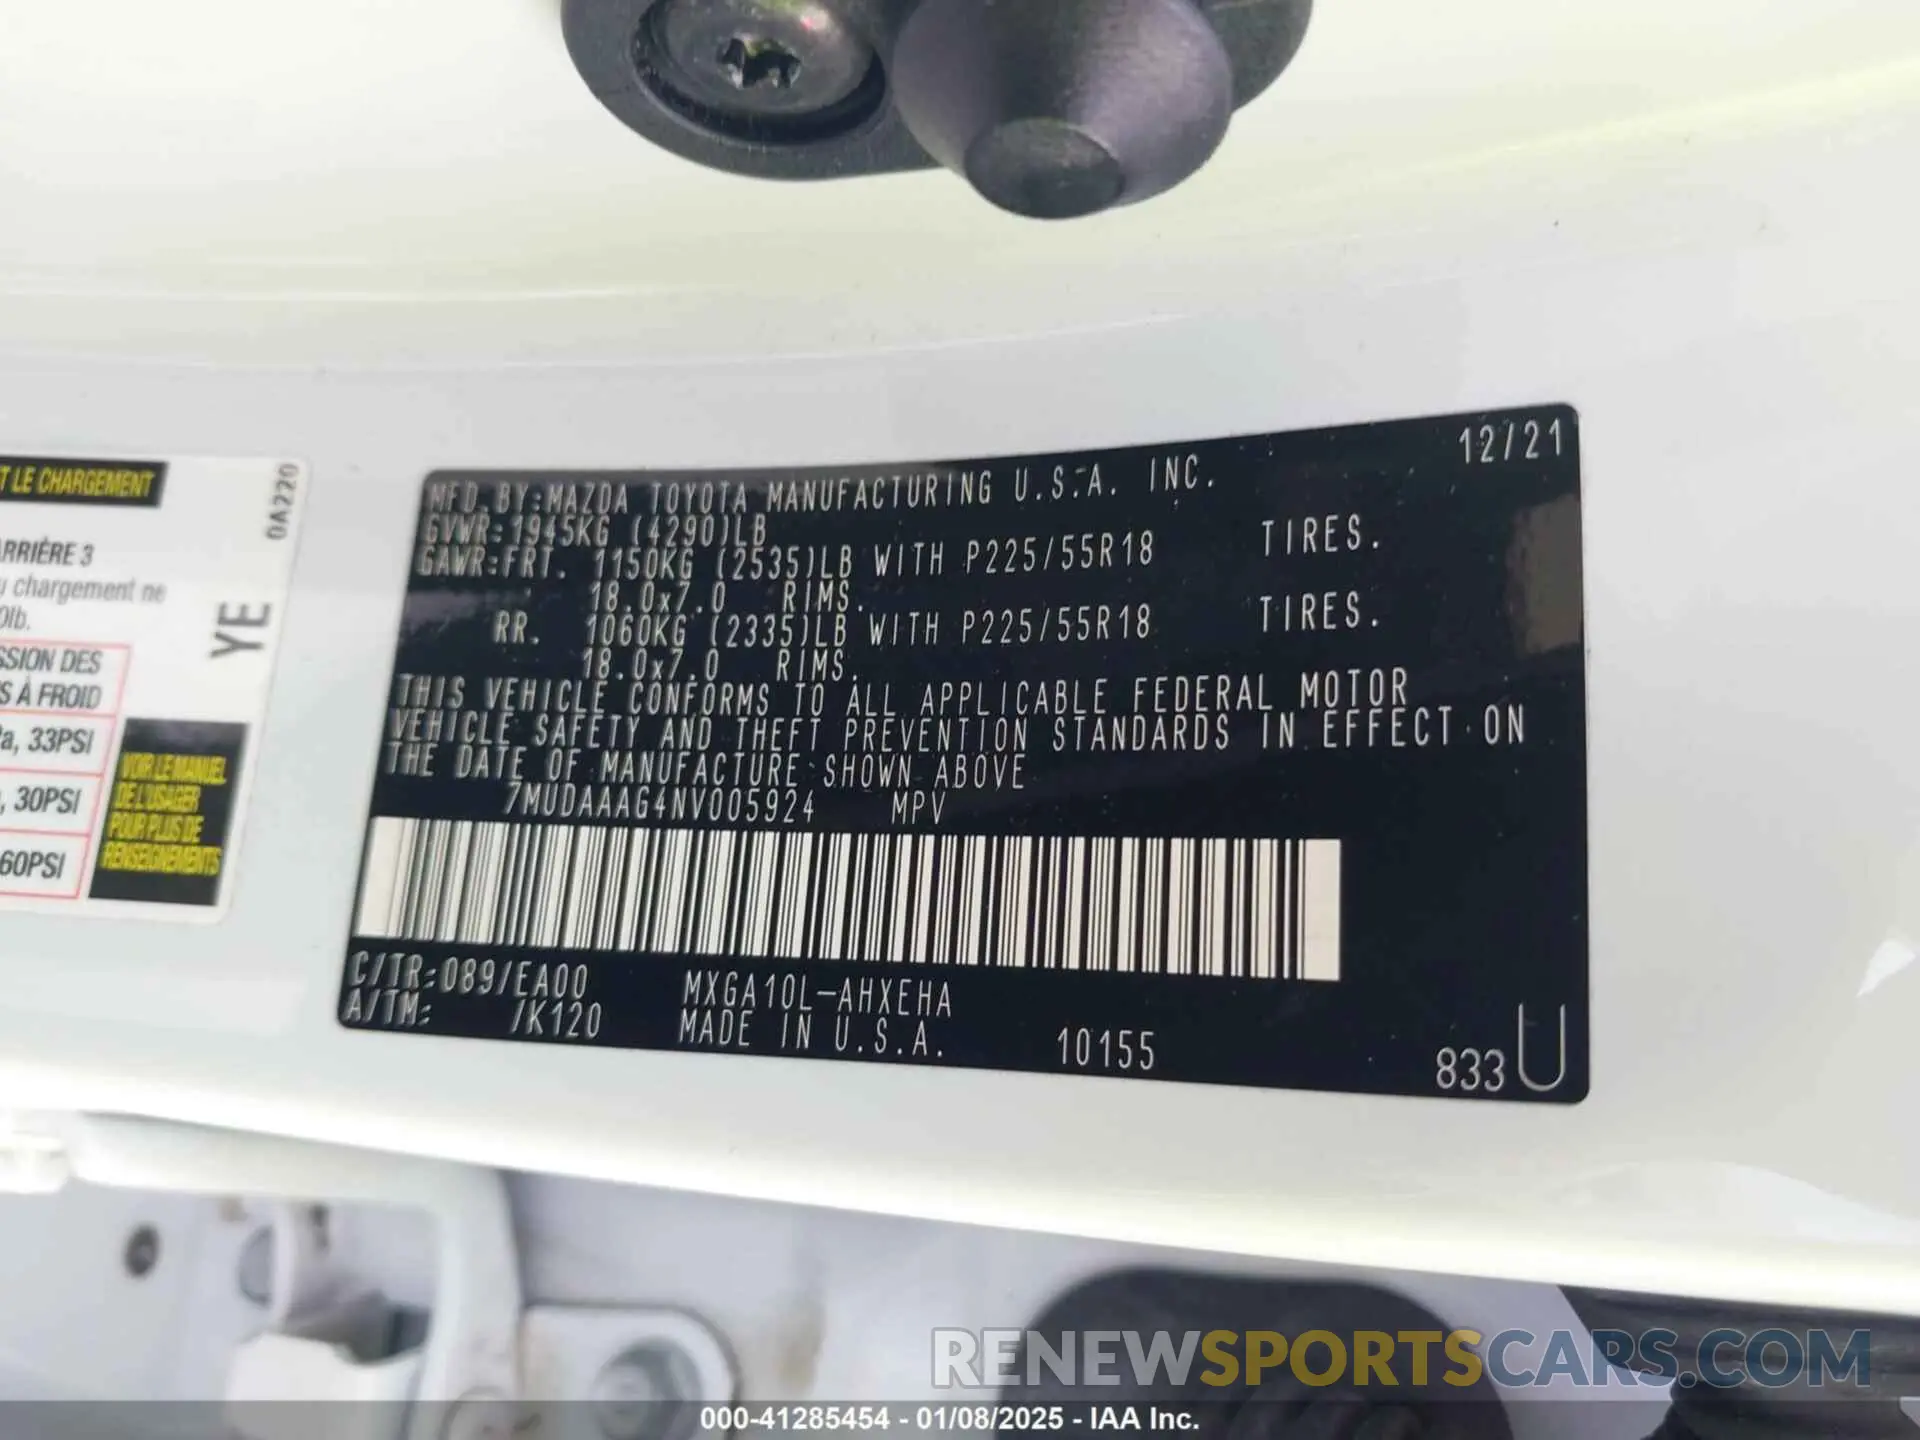 T LE CHARGEMENT
0A220
ARRIÈRE 3
chargement ne
0lb.
YE
SSION DES
S À FROID
a, 33PSI
, 30PSI
60PSI
VOIR LE MANUEL
DE L'USAGER
POUR PLUS DE
RENSEIGNEMENTS
12/21
MFD. BY:MAZDA TOYOTA MANUFACTURING U.S.A. INC.
GVWR:1945KG (4290)LB
GAWR:FRT. 1150KG (2535)LB WITH P225/55R18 TIRES.
18.0x7.0 RIMS.
RR. 1060KG (2335)LB WITH P225/55R18 TIRES.
18.0x7.0 RIMS.
THIS VEHICLE CONFORMS TO ALL APPLICABLE FEDERAL MOTOR
VEHICLE SAFETY AND THEFT PREVENTION STANDARDS IN EFFECT ON
THE DATE OF MANUFACTURE SHOWN ABOVE
7MUDAAAG4NV005924 MPV
C/TR:089/EA00 MXGA10L-AHXEHA
A/TM: /K120 MADE IN U.S.A. 10155
833U
RENEWSPORTSCARS.COM
000-41285454 - 01/08/2025 - IAA Inc.